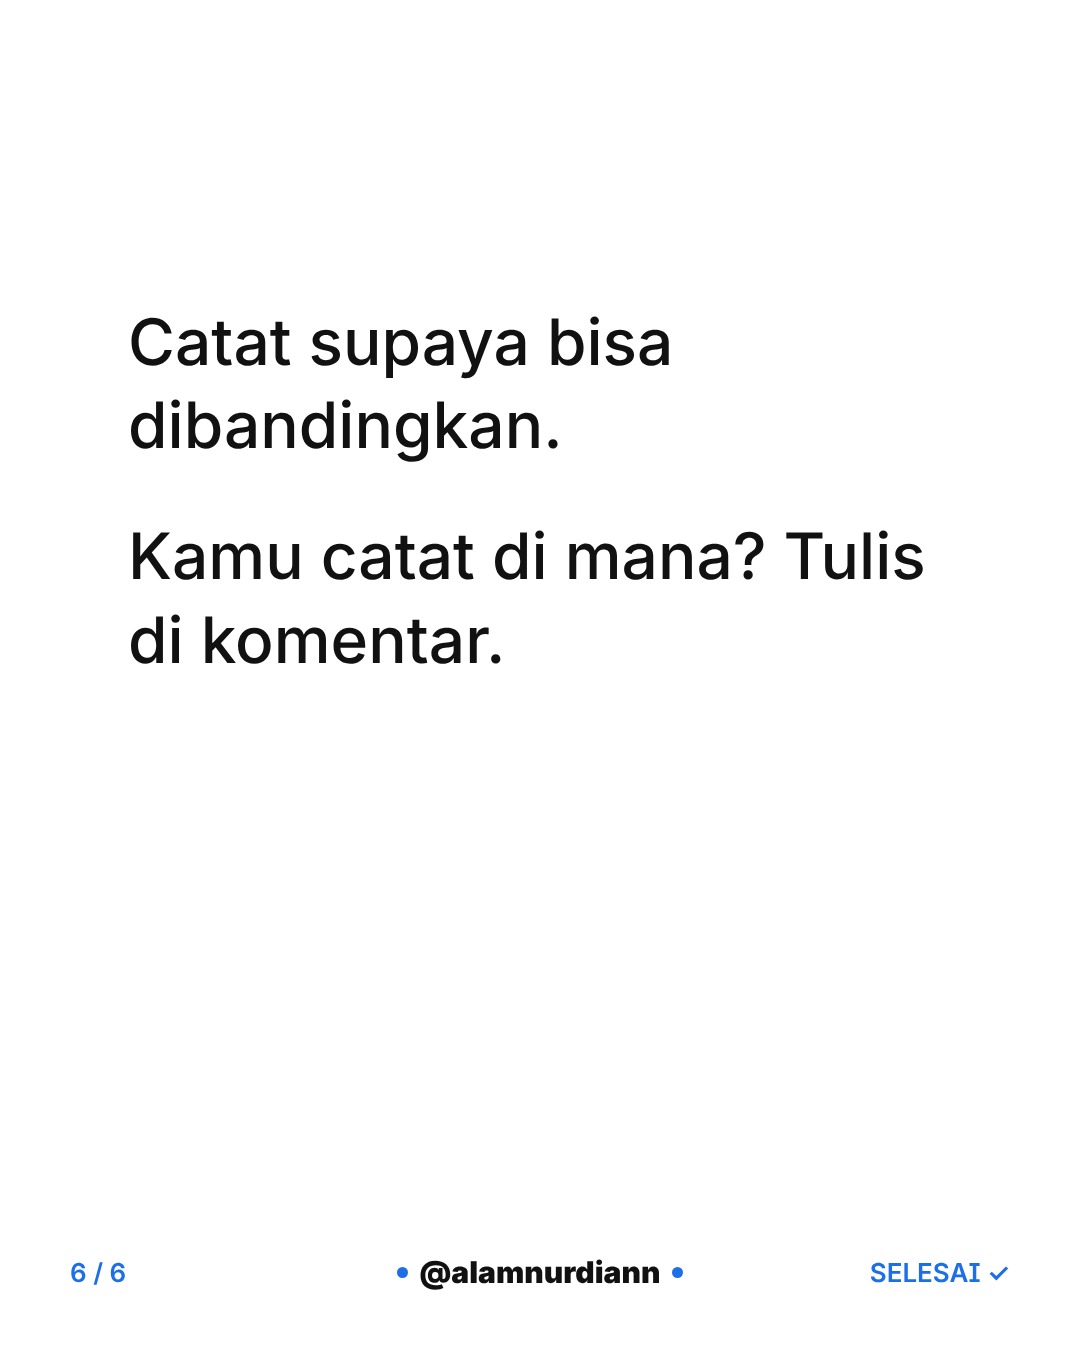 Catat supaya bisa
dibandingkan.
Kamu catat di mana? Tulis
di komentar.
6 / 6
• @alamnurdiann •
SELESAI ✓